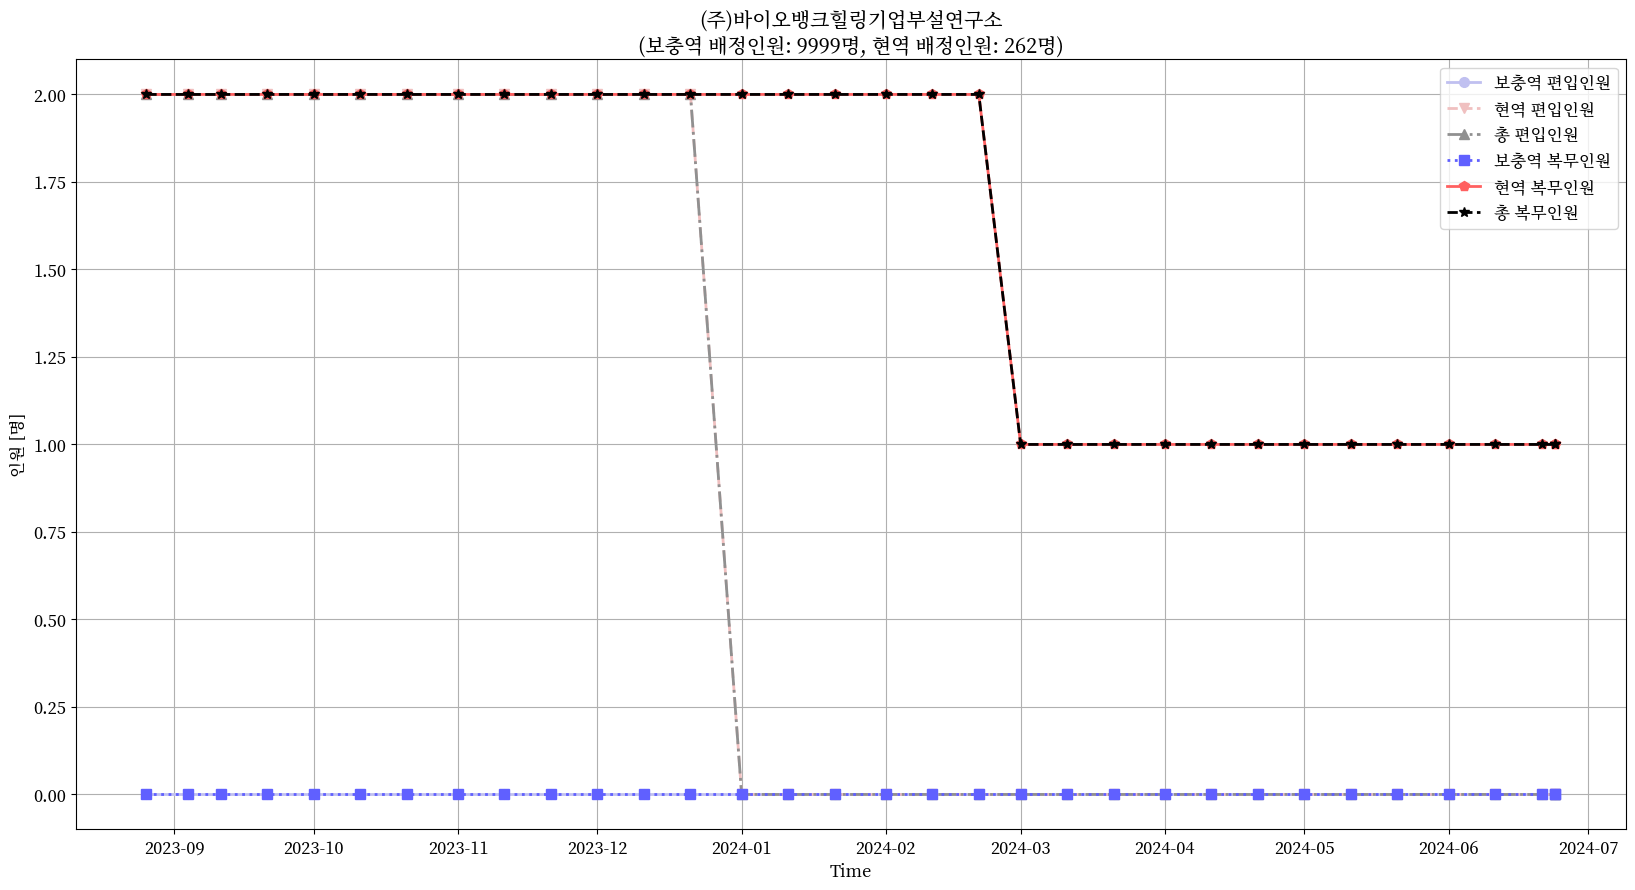 (주)바이오뱅크힐링기업부설연구소
(보충역 배정인원: 9999명, 현역 배정인원: 262명)
보충역 편입인원
현역 편입인원
총 편입인원
보충역 복무인원
현역 복무인원
총 복무인원
인원 [명]
2.00
1.75
1.50
1.25
1.00
0.75
0.50
0.25
0.00
2023-09 2023-10 2023-11 2023-12 2024-01 2024-02 2024-03 2024-04 2024-05 2024-06 2024-07
Time